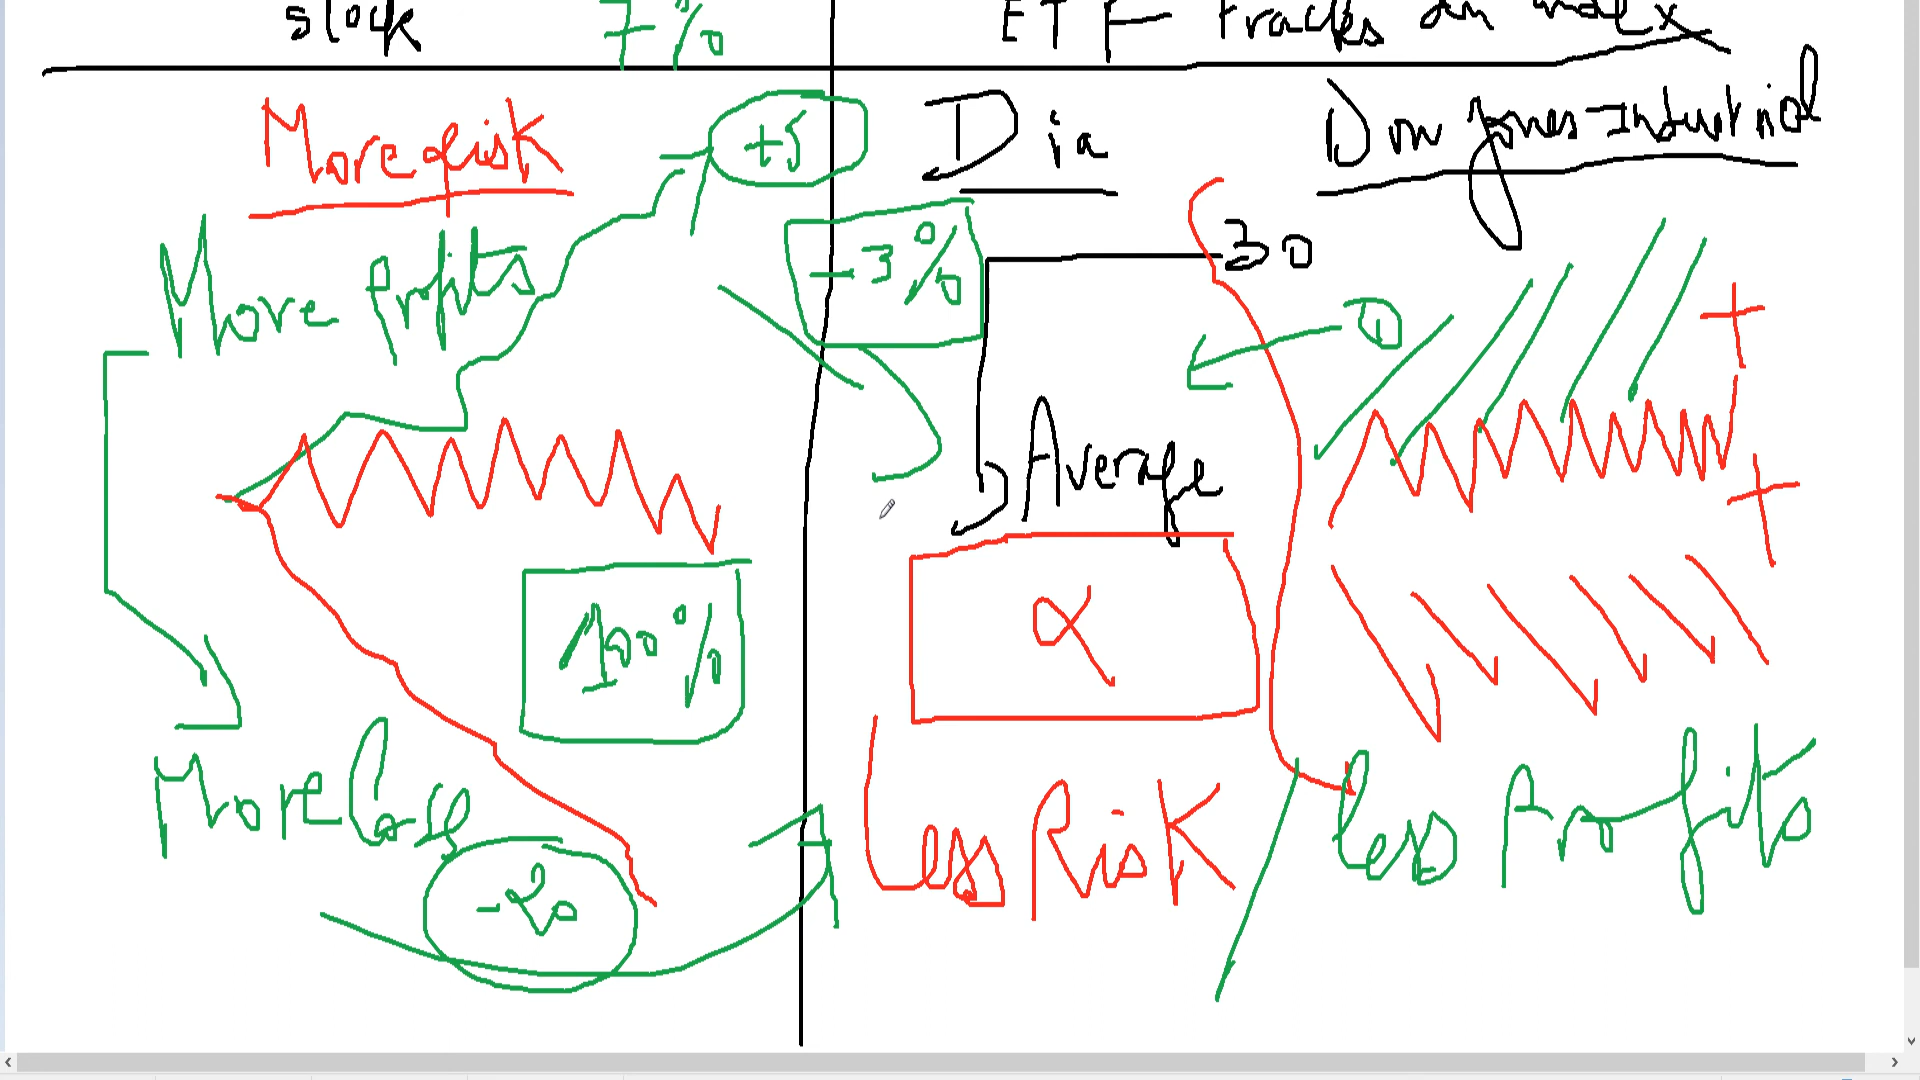 stock 7%
ETF Tracks an index
More risk
+5
Dia
Dow Jones Industrial
More Profits
-3%
30
1
Average
100%
α
More loss
Less Risk
less Profits
-20